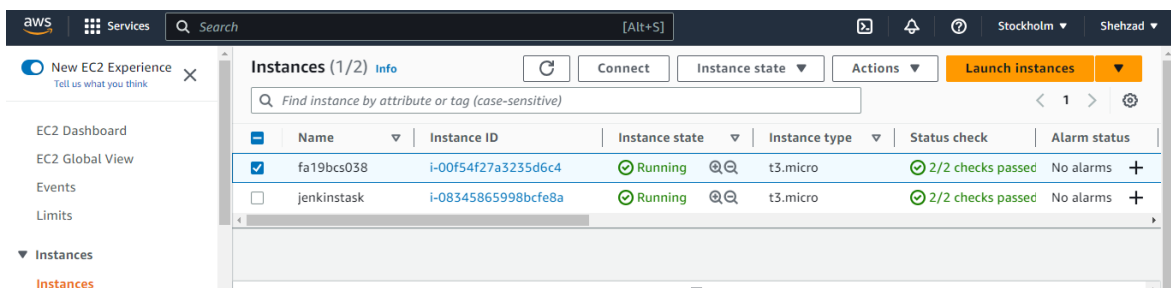 aws Services Search [Alt+S] Stockholm ▼ Shehzad ▼
New EC2 Experience
Tell us what you think
EC2 Dashboard
EC2 Global View
Events
Limits
▼ Instances
Instances
Instances (1/2) Info Connect Instance state ▼ Actions ▼ Launch instances ▼
Find instance by attribute or tag (case-sensitive) < 1 >
Name Instance ID Instance state Instance type Status check Alarm status
fa19bcs038 i-00f54f27a3235d6c4 Running t3.micro 2/2 checks passed No alarms +
jenkinstask i-08345865998bcfe8a Running t3.micro 2/2 checks passed No alarms +